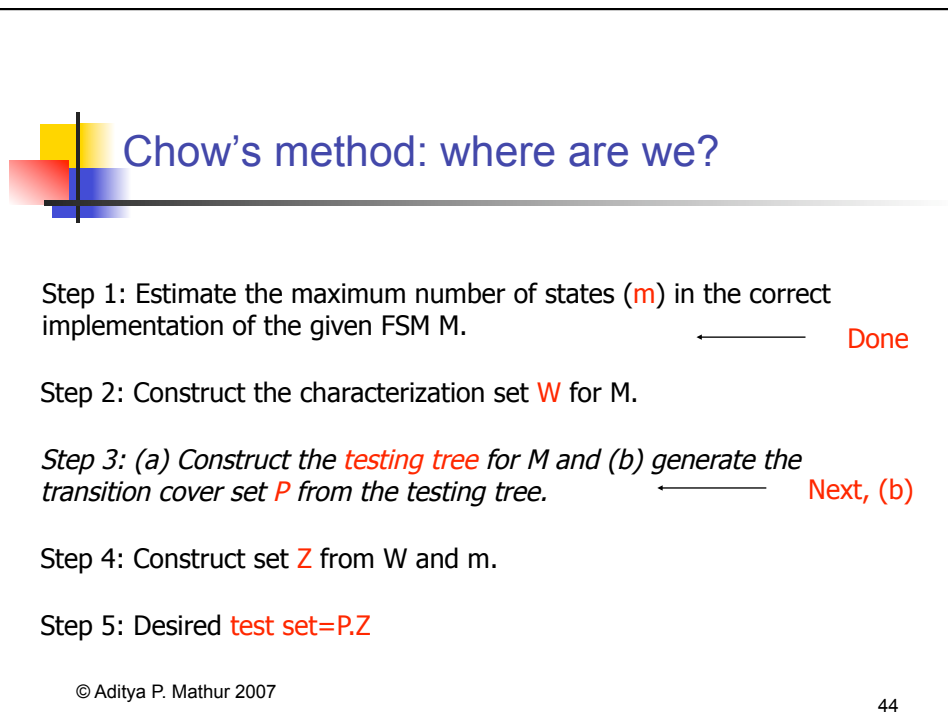 Chow's method: where are we?
Step 1: Estimate the maximum number of states (m) in the correct
implementation of the given FSM M.
Done
Step 2: Construct the characterization set W for M.
Step 3: (a) Construct the testing tree for M and (b) generate the
transition cover set P from the testing tree.
Next, (b)
Step 4: Construct set Z from W and m.
Step 5: Desired test set=P.Z
© Aditya P. Mathur 2007
44